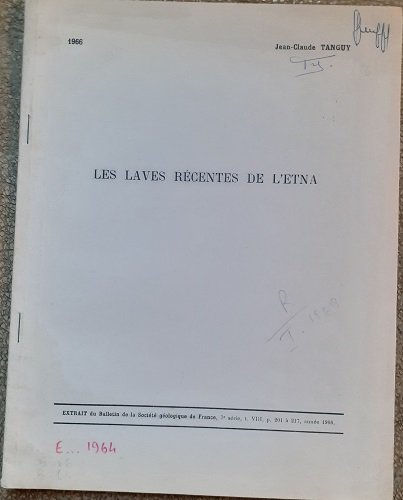 1966
Jean-Claude TANGUY
LES LAVES RÉCENTES DE L'ETNA
R
EXTRAIT du Bulletin de la Société géologique de France, 7e série, t. VIII, p. 201 à 217, année 1966.
E... 1964